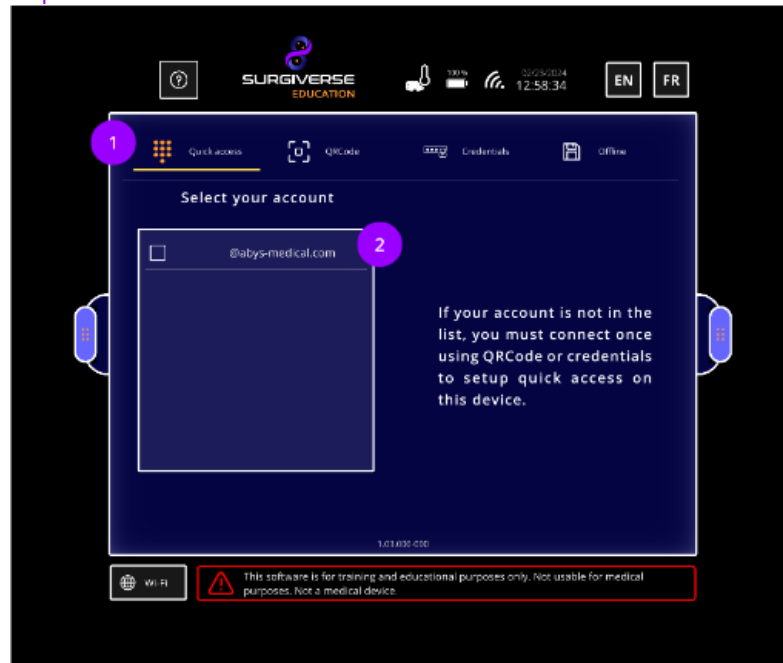 SURGIVERSE
EDUCATION
100%
02/23/2024
12:58:34
EN
FR
1
Quick access
QRCode
Credentials
Offline
Select your account
2
@abys-medical.com
If your account is not in the
list, you must connect once
using QRCode or credentials
to setup quick access on
this device.
1.03.000-000
Wi-Fi
This software is for training and educational purposes only. Not usable for medical
purposes. Not a medical device.